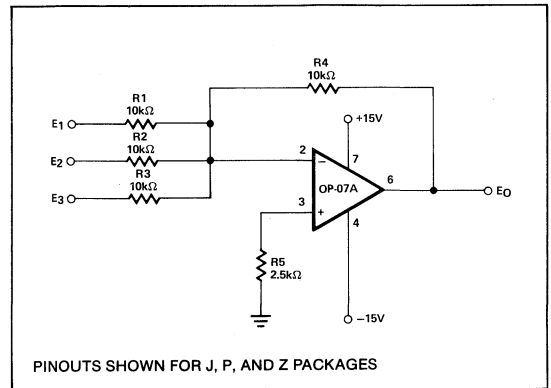 R4
10kΩ
R1
10kΩ
+15V
E1
R2
10kΩ
2
−
7
E2
R3
10kΩ
OP-07A
6
EO
E3
3
+
4
R5
2.5kΩ
−15V
PINOUTS SHOWN FOR J, P, AND Z PACKAGES